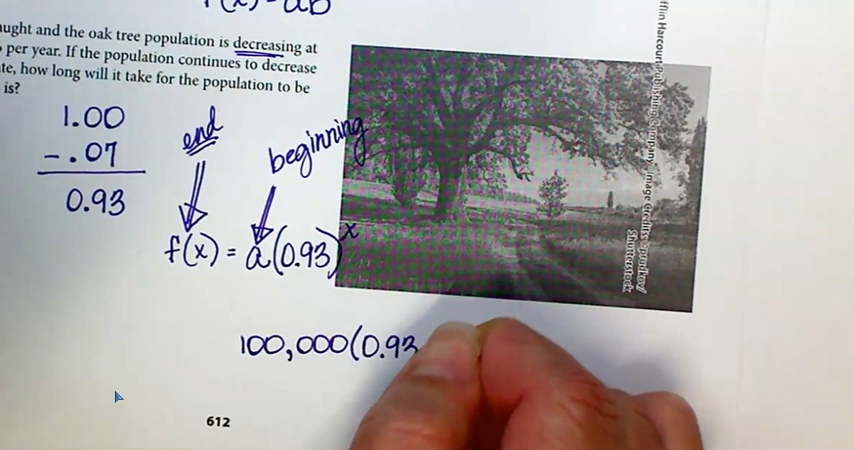 f(x) = ab
ught and the oak tree population is decreasing at
per year. If the population continues to decrease
te, how long will it take for the population to be
is?
1.00
- .07
0.93
end
beginning
f(x) = a(0.93)^x
100,000(0.93
612
Shutterstock